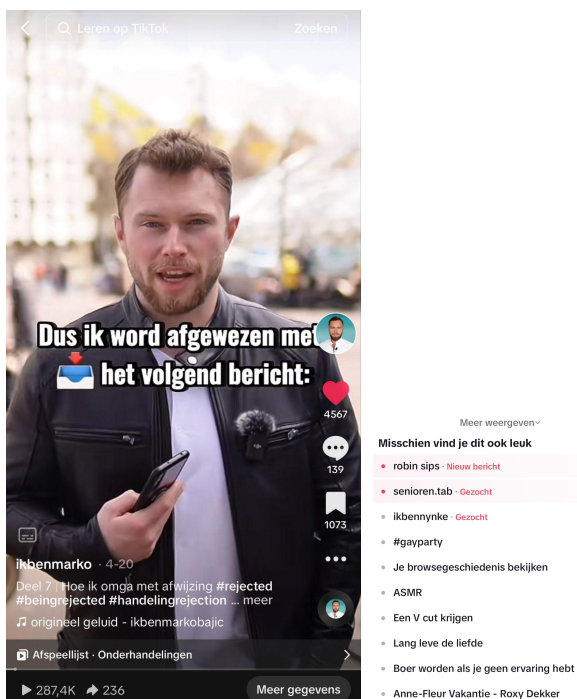 Leren op TikTok
Zoeken
Dus ik word afgewezen met
het volgend bericht:
4567
139
1073
ikbenmarko · 4-20
Deel 7 . Hoe ik omga met afwijzing #rejected
#beingrejected #handelingrejection ... meer
origineel geluid - ikbenmarkobajic
Afspeellijst · Onderhandelingen
287,4K
236
Meer gegevens
Meer weergeven
Misschien vind je dit ook leuk
robin sips · Nieuw bericht
senioren.tab · Gezocht
ikbennynke · Gezocht
#gayparty
Je browsegeschiedenis bekijken
ASMR
Een V cut krijgen
Lang leve de liefde
Boer worden als je geen ervaring hebt
Anne-Fleur Vakantie - Roxy Dekker